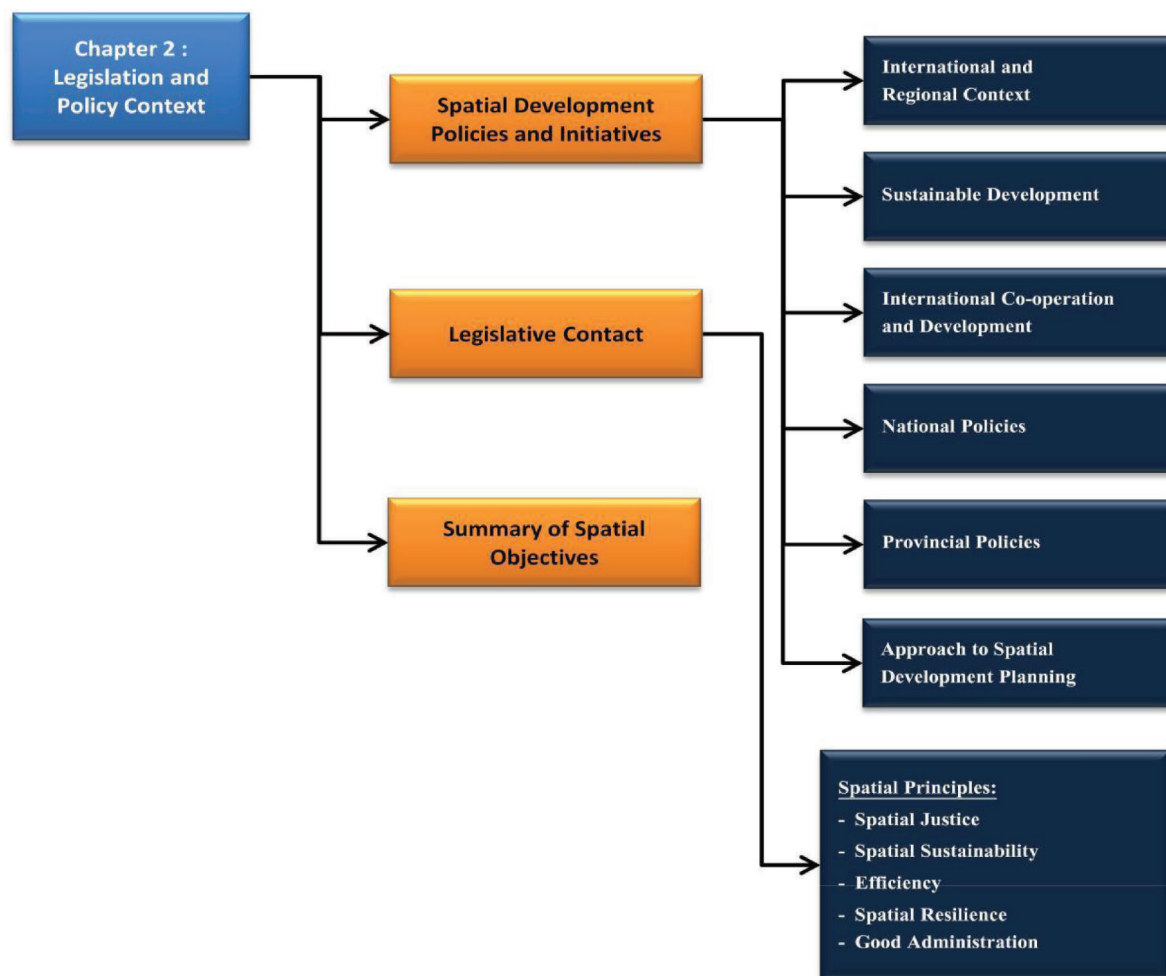 Chapter 2 :
Legislation and
Policy Context
Spatial Development
Policies and Initiatives
Legislative Contact
Summary of Spatial
Objectives
International and
Regional Context
Sustainable Development
International Co-operation
and Development
National Policies
Provincial Policies
Approach to Spatial
Development Planning
Spatial Principles:
- Spatial Justice
- Spatial Sustainability
- Efficiency
- Spatial Resilience
- Good Administration